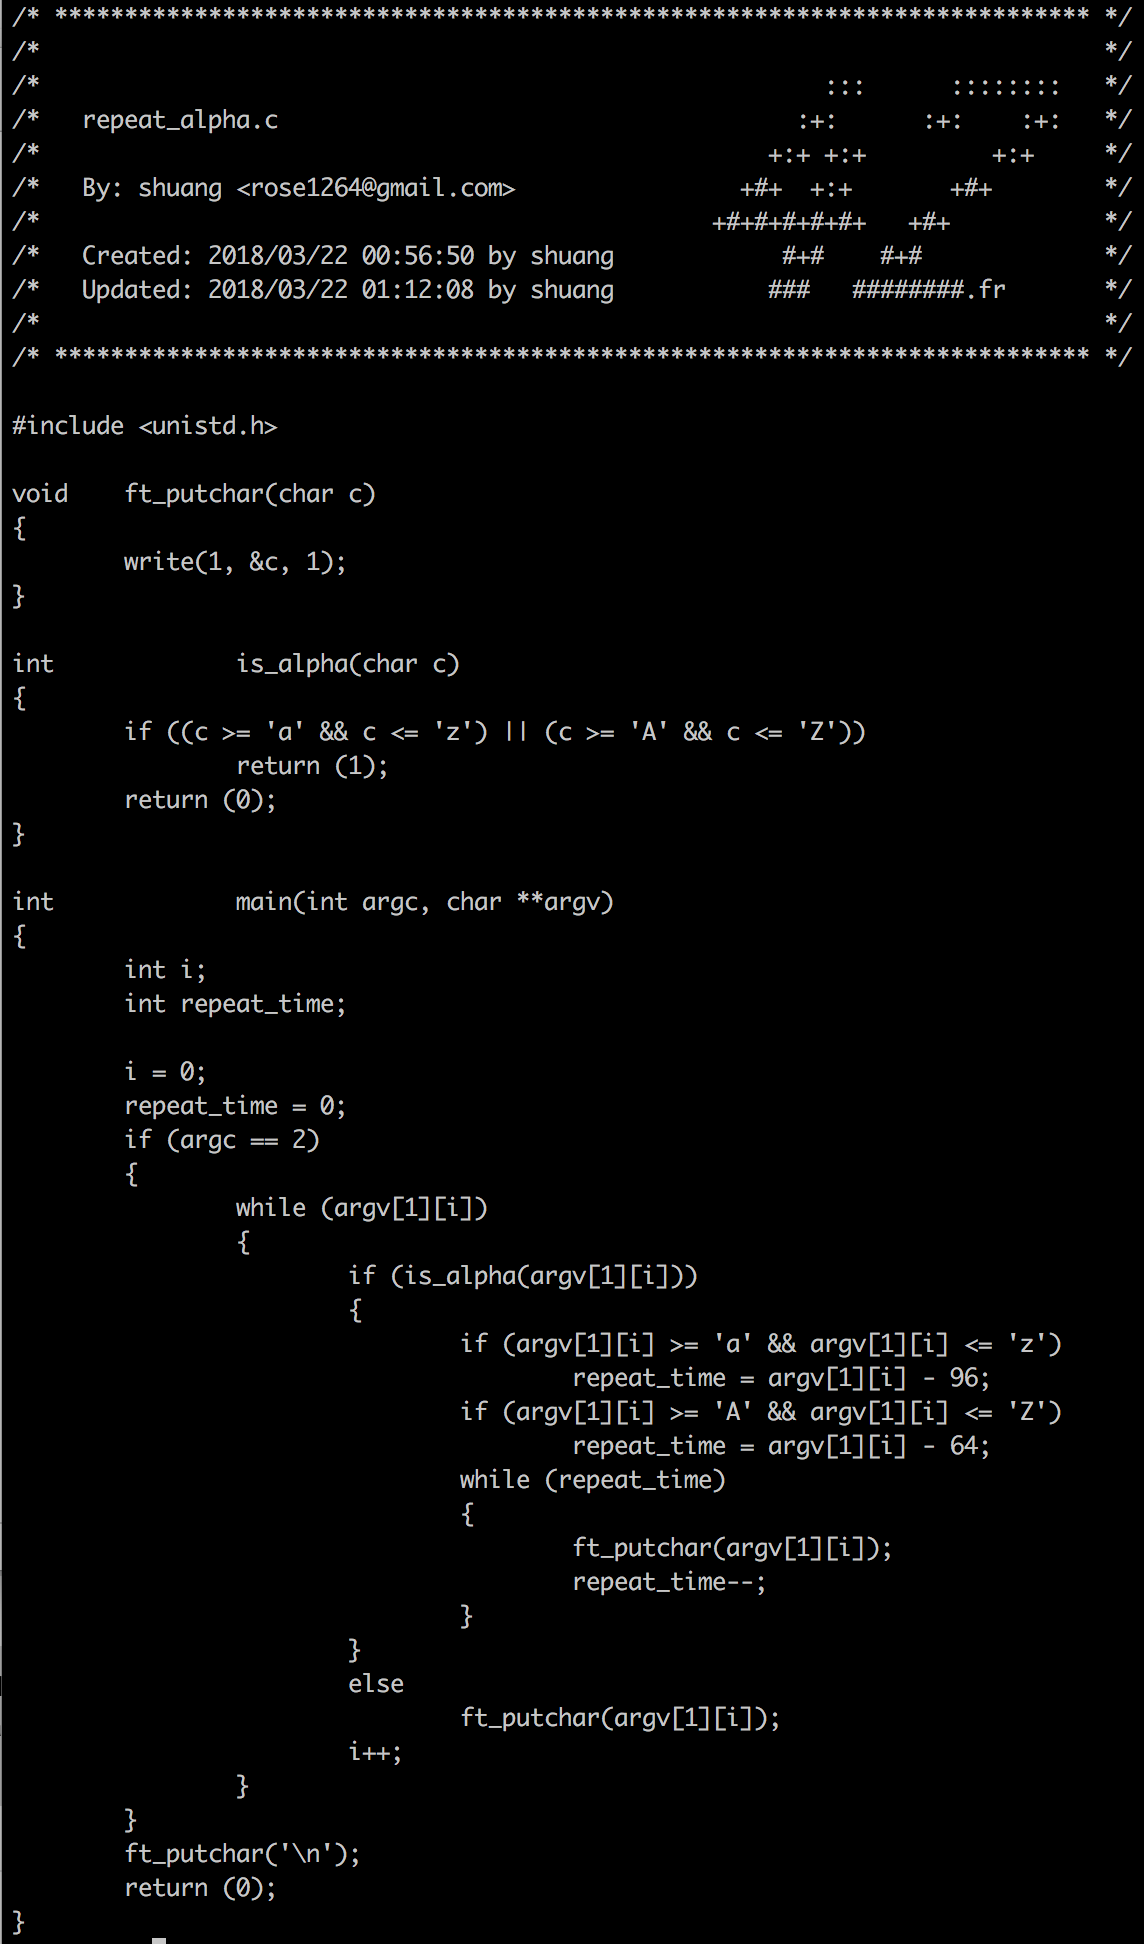 /* ************************************************************************** */
/*                                                                            */
/*                                                        :::      ::::::::   */
/*   repeat_alpha.c                                     :+:      :+:    :+:   */
/*                                                    +:+ +:+         +:+     */
/*   By: shuang <rose1264@gmail.com>                +#+  +:+       +#+        */
/*                                                +#+#+#+#+#+   +#+           */
/*   Created: 2018/03/22 00:56:50 by shuang            #+#    #+#             */
/*   Updated: 2018/03/22 01:12:08 by shuang           ###   ########.fr       */
/*                                                                            */
/* ************************************************************************** */

#include <unistd.h>

void	ft_putchar(char c)
{
	write(1, &c, 1);
}

int		is_alpha(char c)
{
	if ((c >= 'a' && c <= 'z') || (c >= 'A' && c <= 'Z'))
		return (1);
	return (0);
}

int		main(int argc, char **argv)
{
	int i;
	int repeat_time;

	i = 0;
	repeat_time = 0;
	if (argc == 2)
	{
		while (argv[1][i])
		{
			if (is_alpha(argv[1][i]))
			{
				if (argv[1][i] >= 'a' && argv[1][i] <= 'z')
					repeat_time = argv[1][i] - 96;
				if (argv[1][i] >= 'A' && argv[1][i] <= 'Z')
					repeat_time = argv[1][i] - 64;
				while (repeat_time)
				{
					ft_putchar(argv[1][i]);
					repeat_time--;
				}
			}
			else
				ft_putchar(argv[1][i]);
			i++;
		}
	}
	ft_putchar('\n');
	return (0);
}